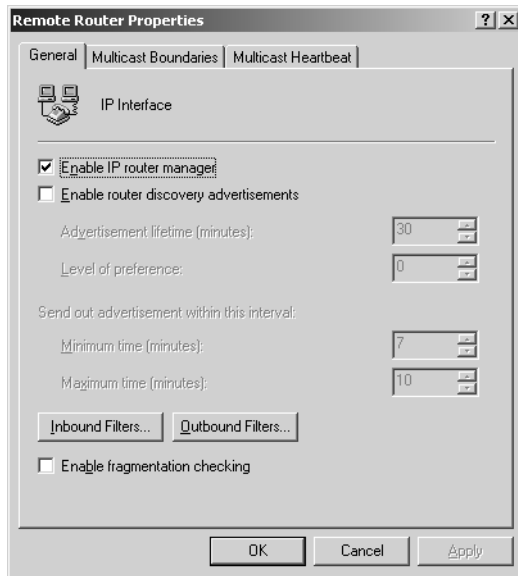 Remote Router Properties
General Multicast Boundaries Multicast Heartbeat
IP Interface
Enable IP router manager
Enable router discovery advertisements
Advertisement lifetime (minutes): 30
Level of preference: 0
Send out advertisement within this interval:
Minimum time (minutes): 7
Maximum time (minutes): 10
Inbound Filters... Outbound Filters...
Enable fragmentation checking
OK Cancel Apply